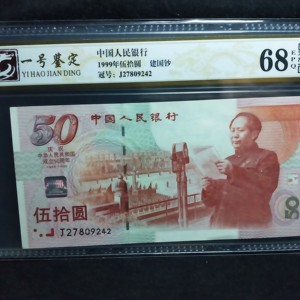 一号鉴定
YI HAO JIAN DING
中国人民银行
1999年伍拾圆 建国钞
冠号: J27809242
68
EPQ
50
中国人民银行
伍拾圆
J27809242
50